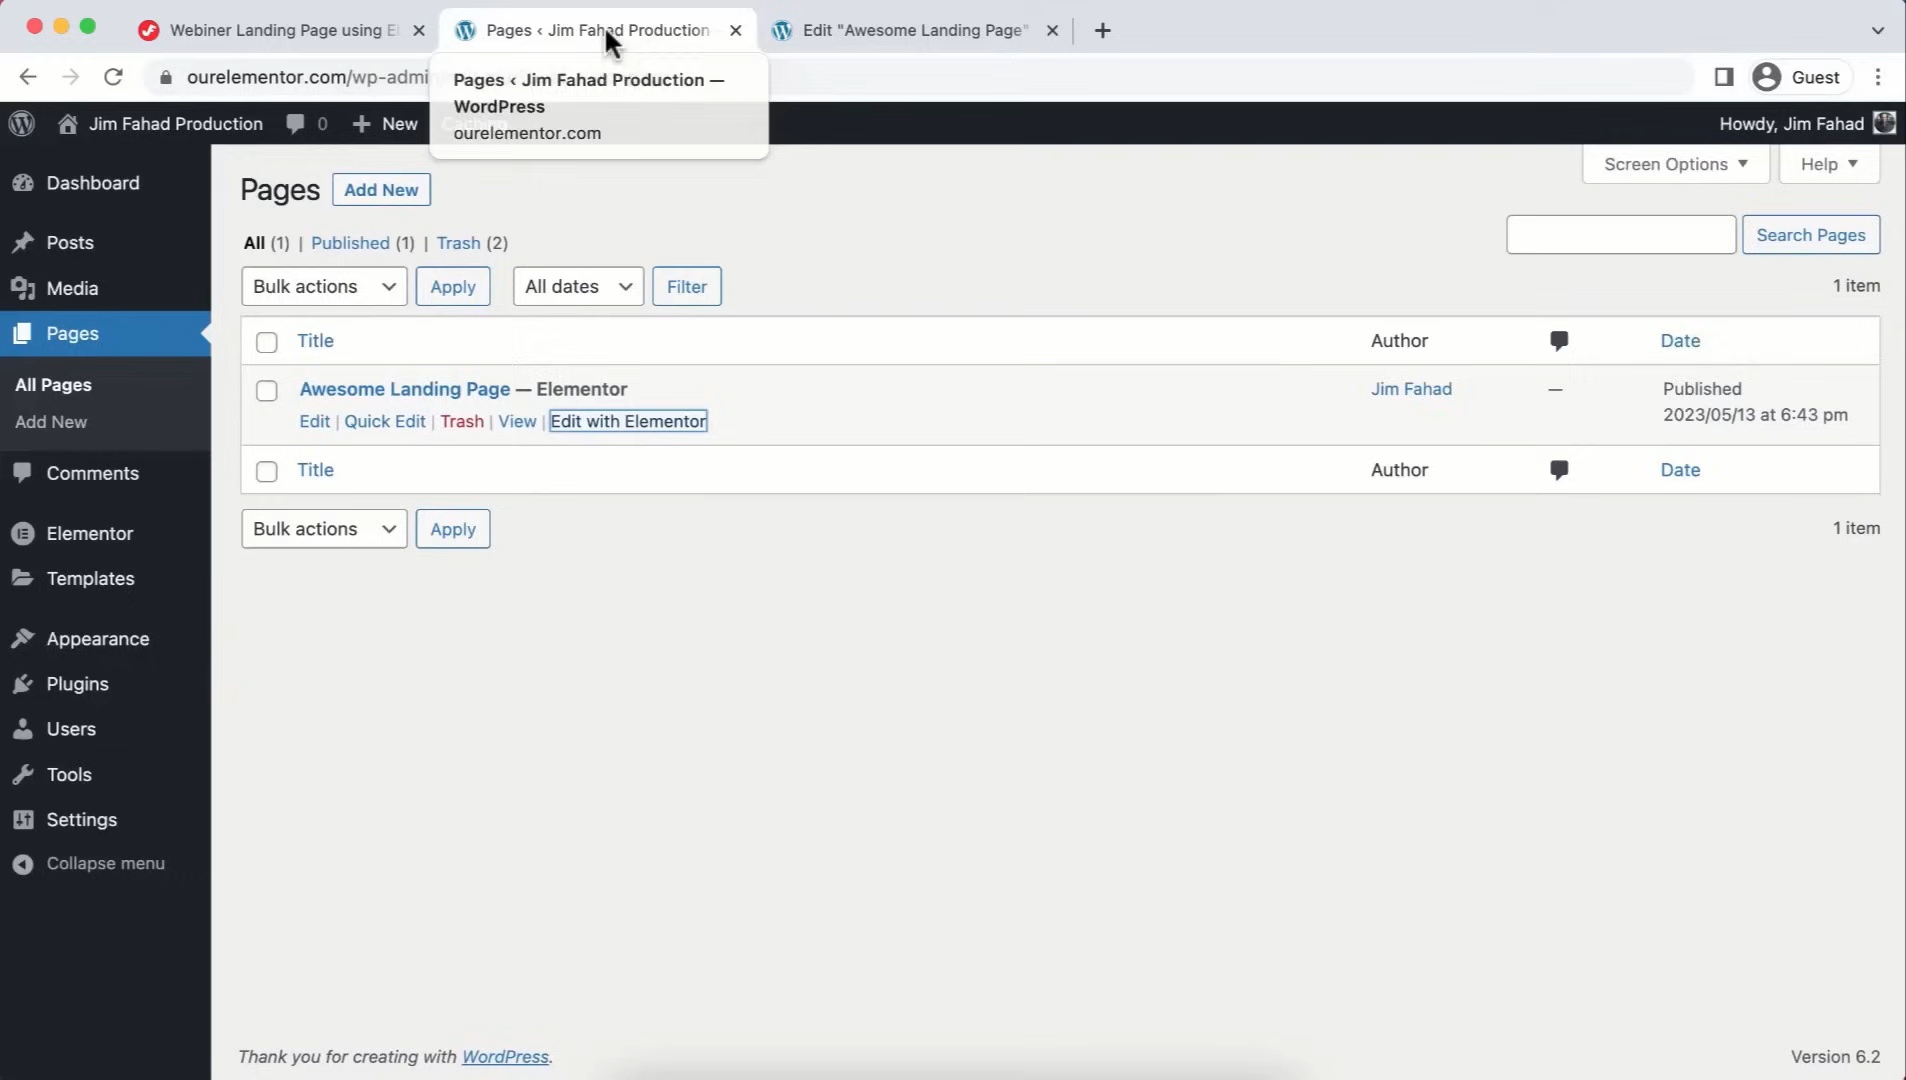 Webiner Landing Page using El
Pages ‹ Jim Fahad Production
Edit "Awesome Landing Page"
ourelementor.com/wp-admi
Guest
Pages ‹ Jim Fahad Production —
WordPress
ourelementor.com
Jim Fahad Production
0
New
Howdy, Jim Fahad
Dashboard
Posts
Media
Pages
All Pages
Add New
Comments
Elementor
Templates
Appearance
Plugins
Users
Tools
Settings
Collapse menu
Screen Options
Help
Pages
Add New
All (1) | Published (1) | Trash (2)
Search Pages
Bulk actions
Apply
All dates
Filter
1 item
Title
Author
Date
Awesome Landing Page — Elementor
Edit | Quick Edit | Trash | View | Edit with Elementor
Jim Fahad
—
Published
2023/05/13 at 6:43 pm
Title
Author
Date
Bulk actions
Apply
1 item
Thank you for creating with WordPress.
Version 6.2